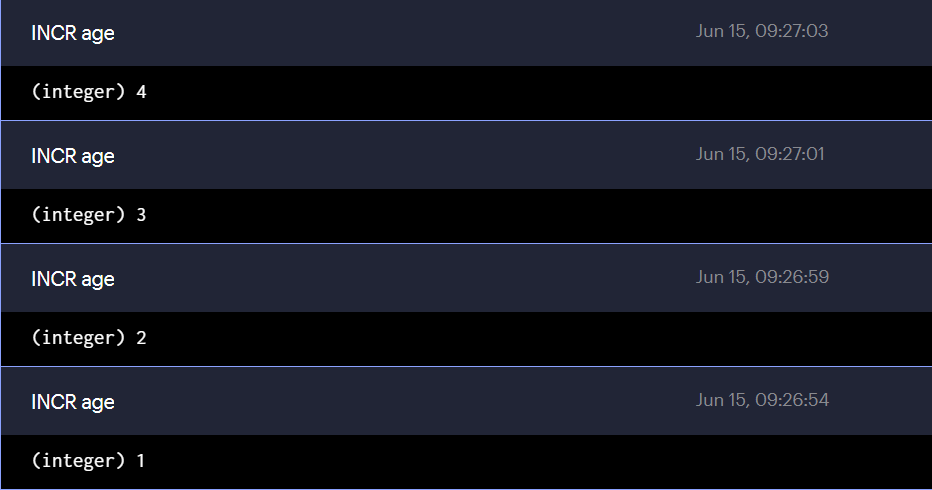 INCR age Jun 15, 09:27:03
(integer) 4
INCR age Jun 15, 09:27:01
(integer) 3
INCR age Jun 15, 09:26:59
(integer) 2
INCR age Jun 15, 09:26:54
(integer) 1